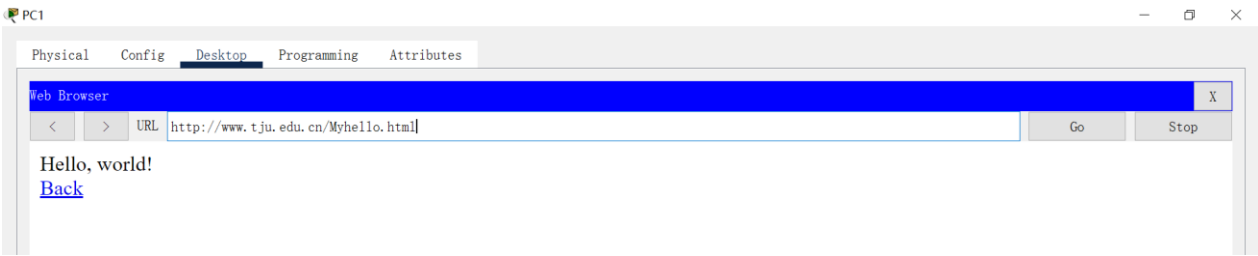 PC1
Physical Config Desktop Programming Attributes
Web Browser X
< > URL http://www.tju.edu.cn/Myhello.html Go Stop
Hello, world!
Back